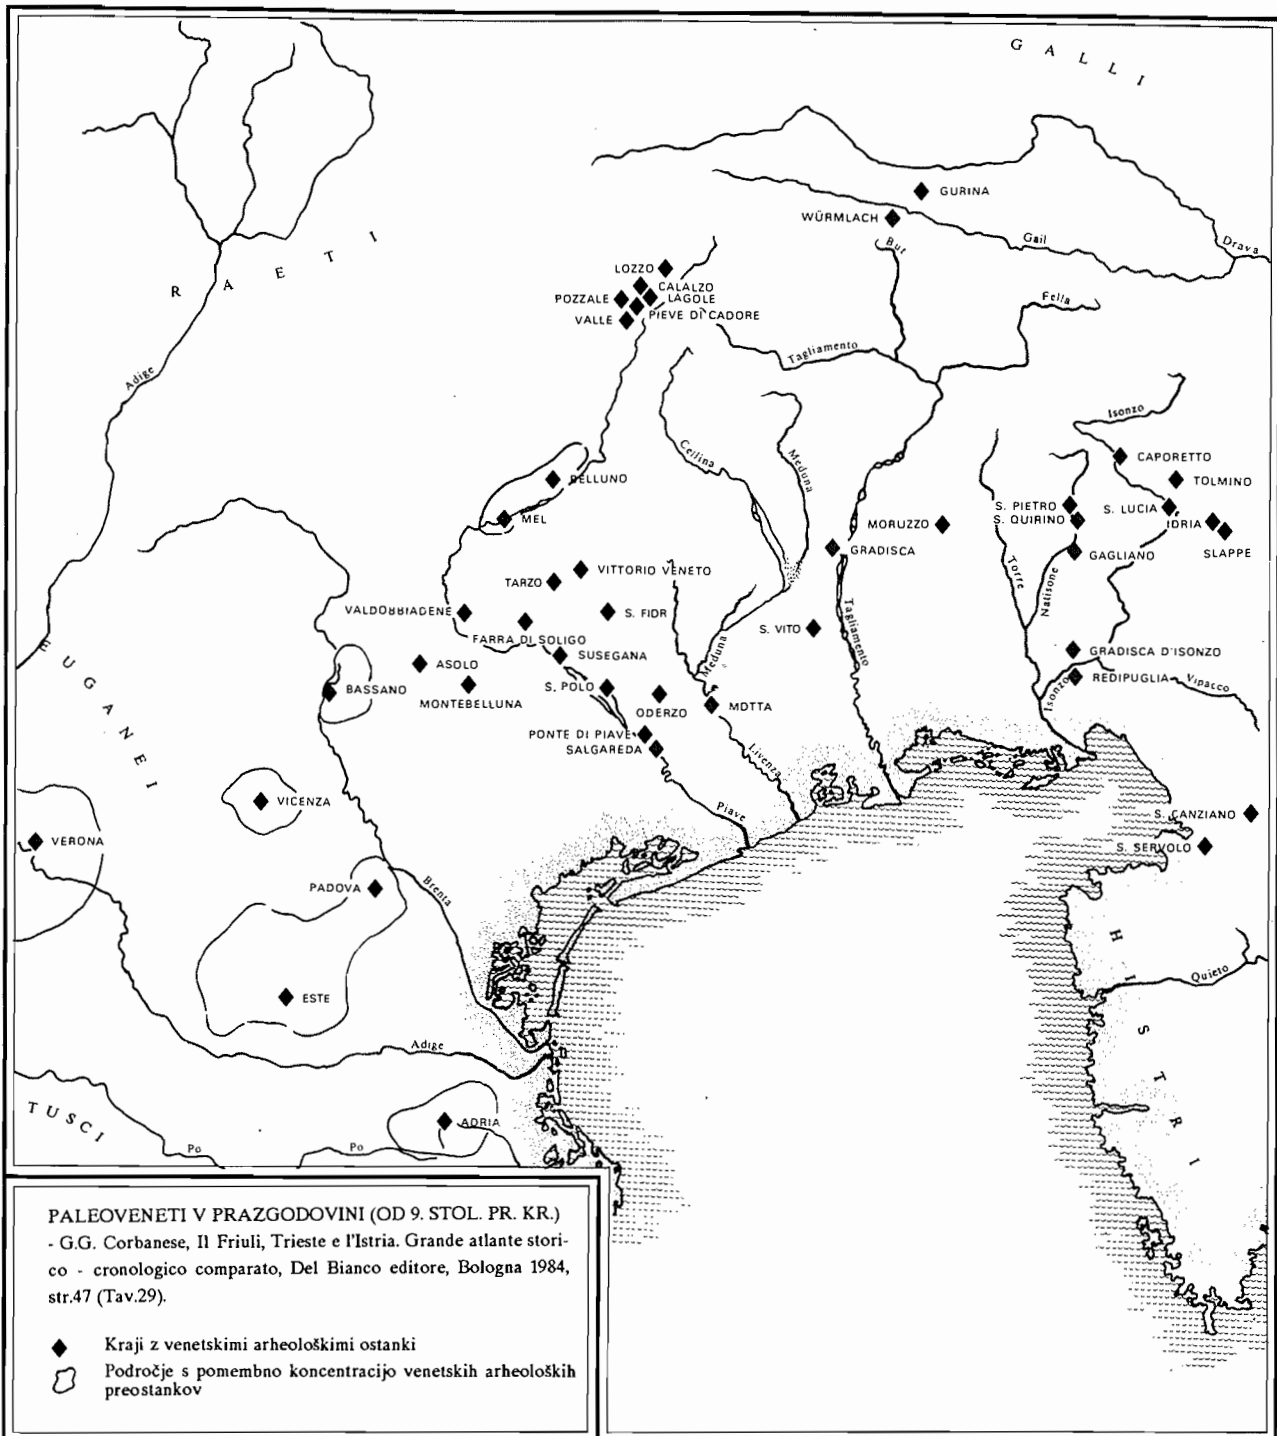 GALLI
GURINA
WÜRMLACH
But
Gail
Drava
RAETI
LOZZO
CALALZO
POZZALE
LAGOLE
PIEVE DI CADORE
VALLE
Fella
Tagliamento
Adige
Isonzo
Cellina
Meduna
CAPORETTO
BELLUNO
TOLMINO
MEL
S. PIETRO
S. LUCIA
MORUZZO
S. QUIRINO
IDRIA
GRADISCA
GAGLIANO
SLAPPE
VITTORIO VENETO
TARZO
Torre
Natisone
VALDOBBIADENE
S. FIDR
Tagliamento
FARRA DI SOLIGO
S. VITO
EUGANEI
ASOLO
SUSEGANA
Meduna
GRADISCA D'ISONZO
BASSANO
S. POLO
REDIPUGLIA
Vipacco
Isonzo
MONTEBELLUNA
ODERZO
MDTTA
PONTE DI PIAVE
SALGAREDA
Livenza
VICENZA
Piave
S. CANZIANO
VERONA
S. SERVOLO
PADOVA
Brenta
HISTRI
Quieto
ESTE
Adige
TUSCI
ADRIA
Po
Po
PALEOVENETI V PRAZGODOVINI (OD 9. STOL. PR. KR.)
- G.G. Corbanese, Il Friuli, Trieste e l'Istria. Grande atlante stori-
co - cronologico comparato, Del Bianco editore, Bologna 1984,
str.47 (Tav.29).
Kraji z venetskimi arheološkimi ostanki
Področje s pomembno koncentracijo venetskih arheoloških
preostankov